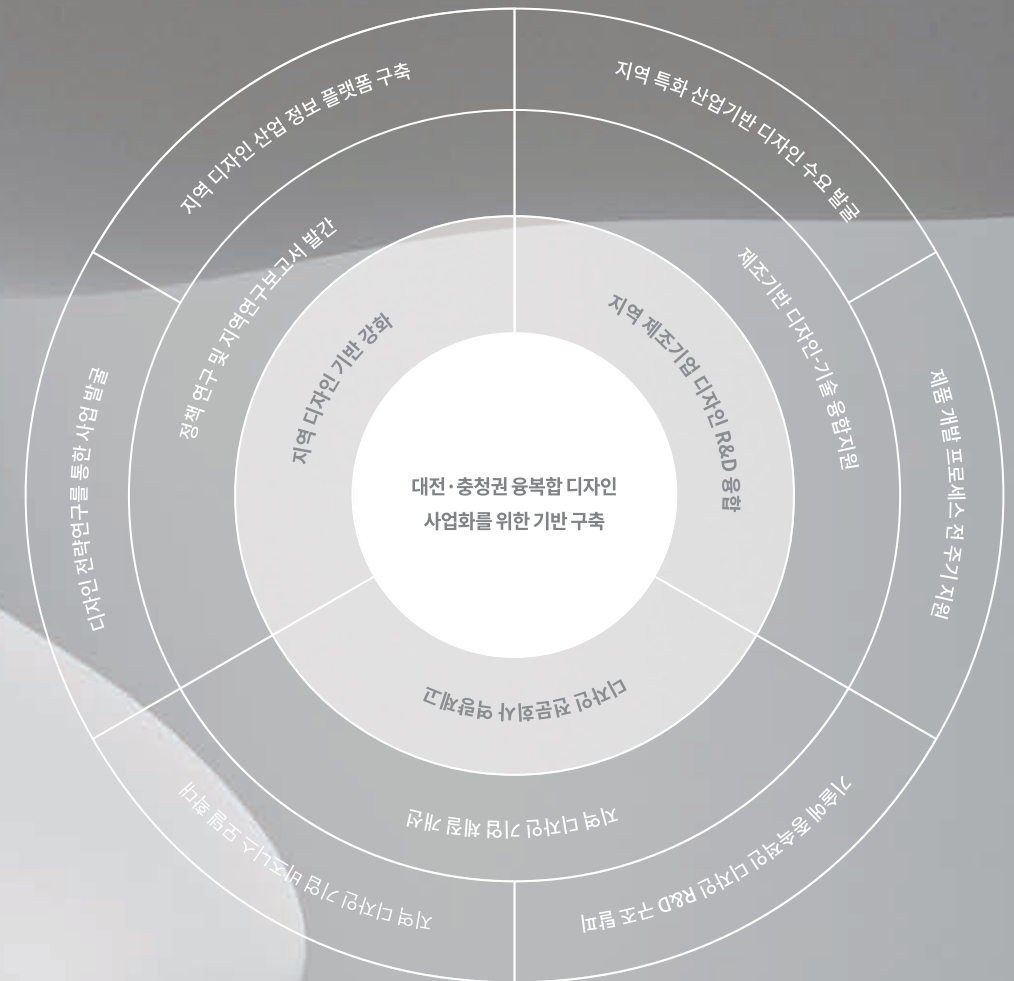 대전·충청권 융복합 디자인
사업화를 위한 기반 구축
지역 디자인 기반 강화
지역 제조기업 디자인 R&D 융합
디자인 전문회사 역량제고
정책 연구 및 지역연구보고서 발간
제조기반 디자인-기술 융합지원
지역 디자인 기업 체질 개선
지역 디자인 산업 정보 플랫폼 구축
지역 특화 산업기반 디자인 수요 발굴
제품 개발 프로세스 전 주기 지원
기술에 종속적인 디자인 R&D 구조 탈피
지역 디자인 기업 비즈니스 모델 확대
디자인 전략연구를 통한 사업 발굴